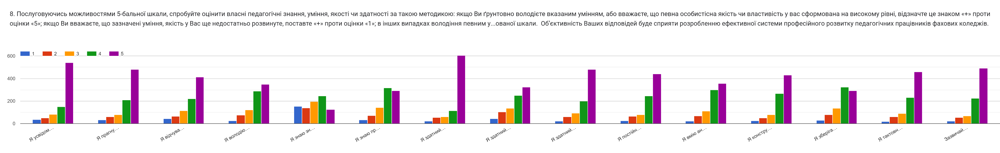 8. Послуговуючись можливостями 5-бальної шкали, спробуйте оцінити власні педагогічні знання, уміння, якості чи здатності за такою методикою: якщо Ви ґрунтовно володієте вказаним умінням, або вважаєте, що певна особистісна якість чи властивість у вас сформована на високому рівні, відзначте це знаком «+» проти
оцінки «5»; якщо Ви вважаєте, що зазначені уміння, якість у Вас ще недостатньо розвинуте, поставте «+» проти оцінки «1»; в інших випадках володіння певним у...ованої шкали.  Об’єктивність Ваших відповідей буде сприяти розробленню ефективної системи професійного розвитку педагогічних працівників фахових коледжів.
1 2 3 4 5
600
400
200
0
Я усвідом…
Я прагну…
Я відчува…
Я володію…
Я знаю зн…
Я знаю пр…
Я здатний…
Я здатний…
Я здатний…
Я постійн…
Я вмію ан…
Я констру…
Я зберіга…
Я тактовн…
Зазвичай…